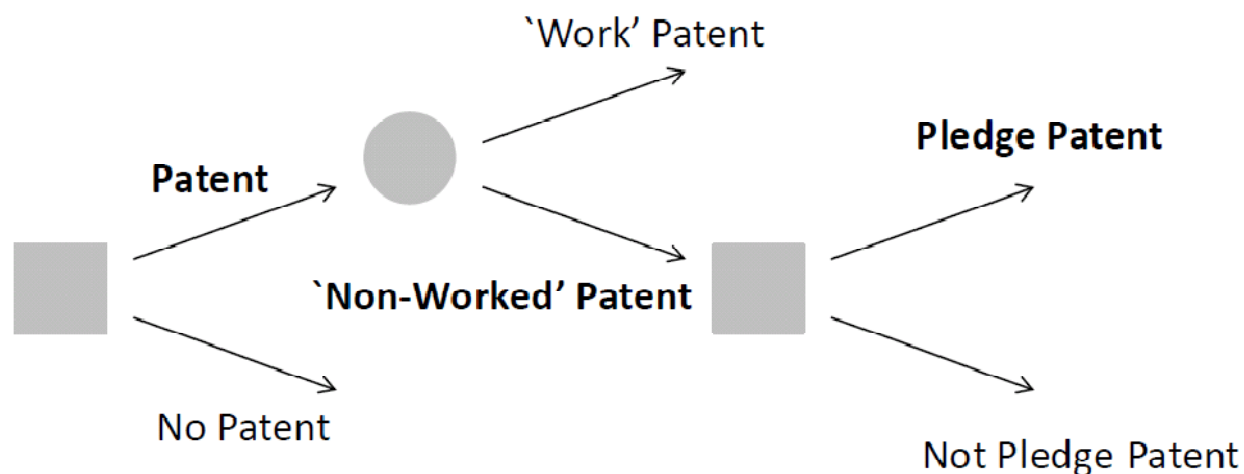 `Work’ Patent
Pledge Patent
Patent
`Non-Worked’ Patent
No Patent
Not Pledge Patent